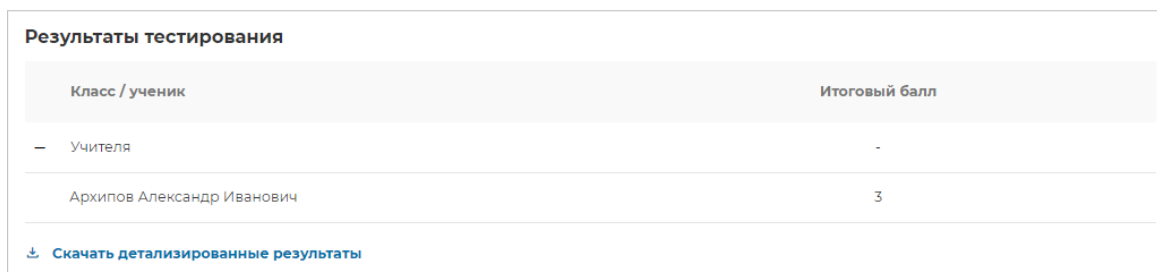 Результаты тестирования
Класс / ученик Итоговый балл
– Учителя -
Архипов Александр Иванович 3
Скачать детализированные результаты